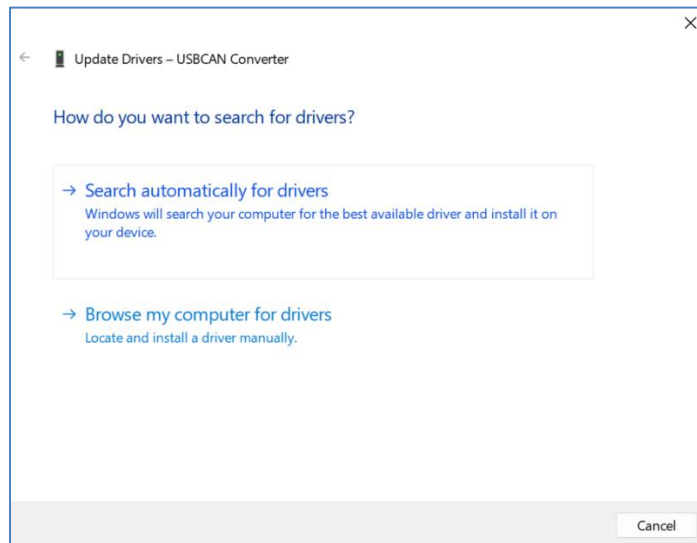 Update Drivers – USBCAN Converter
How do you want to search for drivers?
Search automatically for drivers
Windows will search your computer for the best available driver and install it on
your device.
Browse my computer for drivers
Locate and install a driver manually.
Cancel